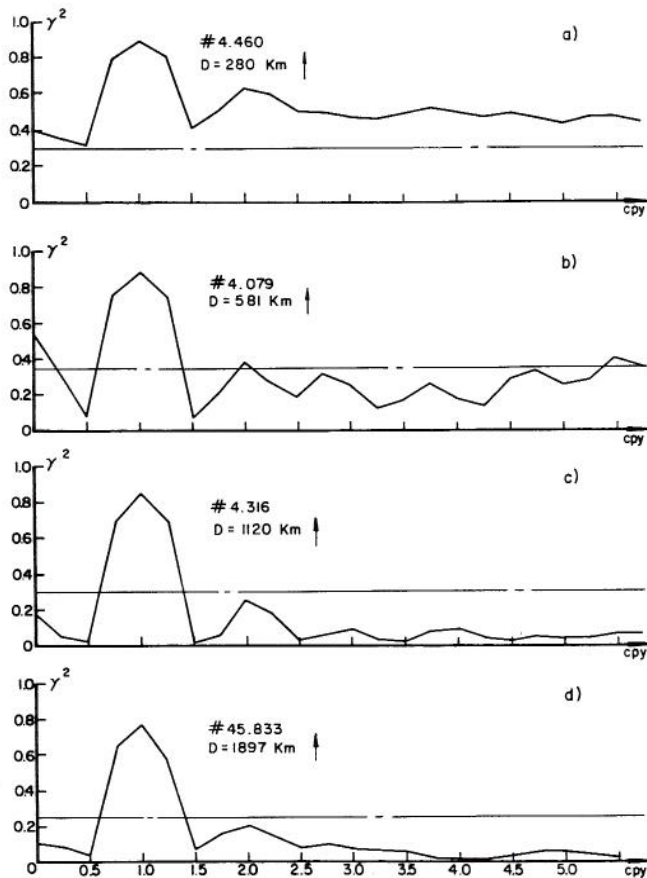 1.0 γ²
#4.460
D = 280 Km
a)
0.8
0.6
0.4
0.2
0
cpy
1.0 γ²
#4.079
D = 581 Km
b)
0.8
0.6
0.4
0.2
0
cpy
1.0 γ²
#4.316
D = 1120 Km
c)
0.8
0.6
0.4
0.2
0
cpy
1.0 γ²
#45.833
D = 1897 Km
d)
0.8
0.6
0.4
0.2
0 0.5 1.0 1.5 2.0 2.5 3.0 3.5 4.0 4.5 5.0 cpy